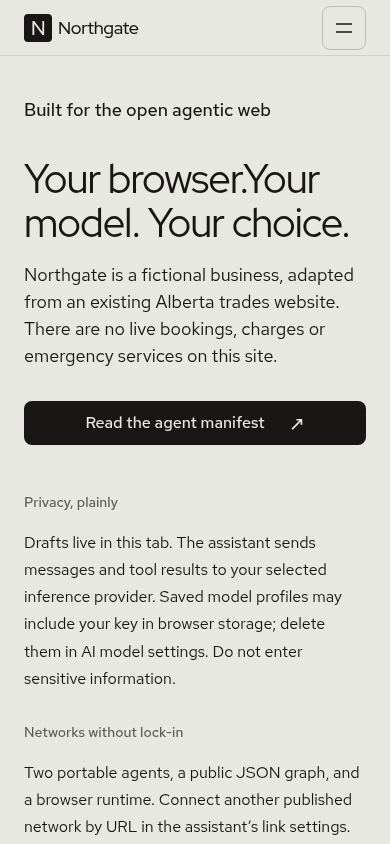 N Northgate
Built for the open agentic web
Your browser.Your
model. Your choice.
Northgate is a fictional business, adapted
from an existing Alberta trades website.
There are no live bookings, charges or
emergency services on this site.
Read the agent manifest ↗
Privacy, plainly
Drafts live in this tab. The assistant sends
messages and tool results to your selected
inference provider. Saved model profiles may
include your key in browser storage; delete
them in AI model settings. Do not enter
sensitive information.
Networks without lock-in
Two portable agents, a public JSON graph, and
a browser runtime. Connect another published
network by URL in the assistant’s link settings.